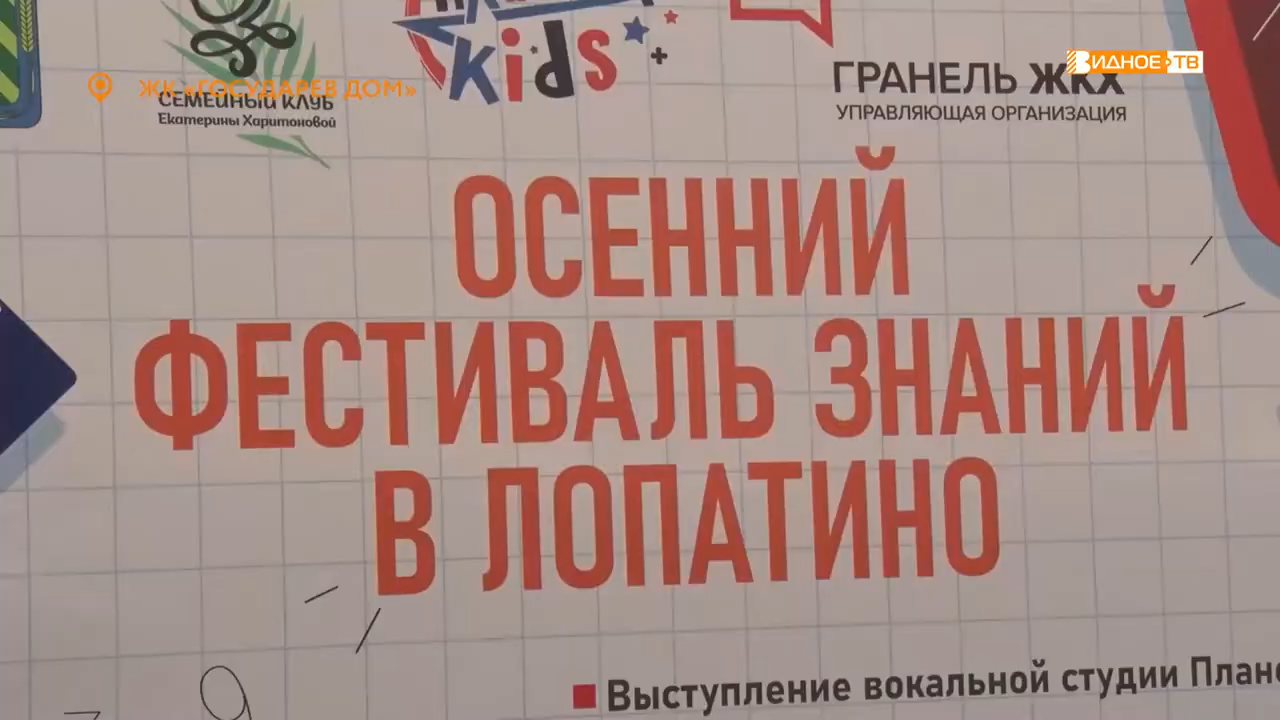 ВИДНОЕ ТВ
kids
ЖК «ГОСУДАРЕВ ДОМ»
СЕМЕЙНЫЙ КЛУБ
Екатерины Харитоновой
ГРАНЕЛЬ ЖКХ
УПРАВЛЯЮЩАЯ ОРГАНИЗАЦИЯ
ОСЕННИЙ
ФЕСТИВАЛЬ ЗНАНИЙ
В ЛОПАТИНО
Выступление вокальной студии